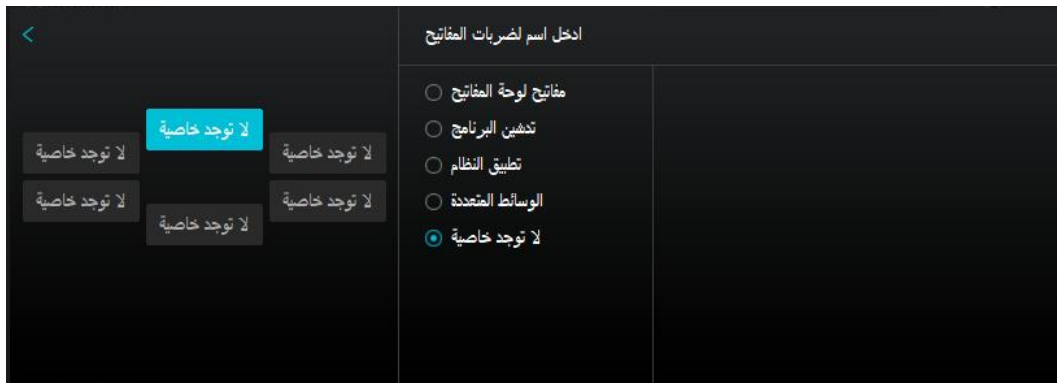 ادخل اسم لضربات المفاتيح
مفاتيح لوحة المفاتيح
تدشين البرنامج
تطبيق النظام
الوسائط المتعددة
لا توجد خاصية
لا توجد خاصية
لا توجد خاصية
لا توجد خاصية
لا توجد خاصية
لا توجد خاصية
لا توجد خاصية